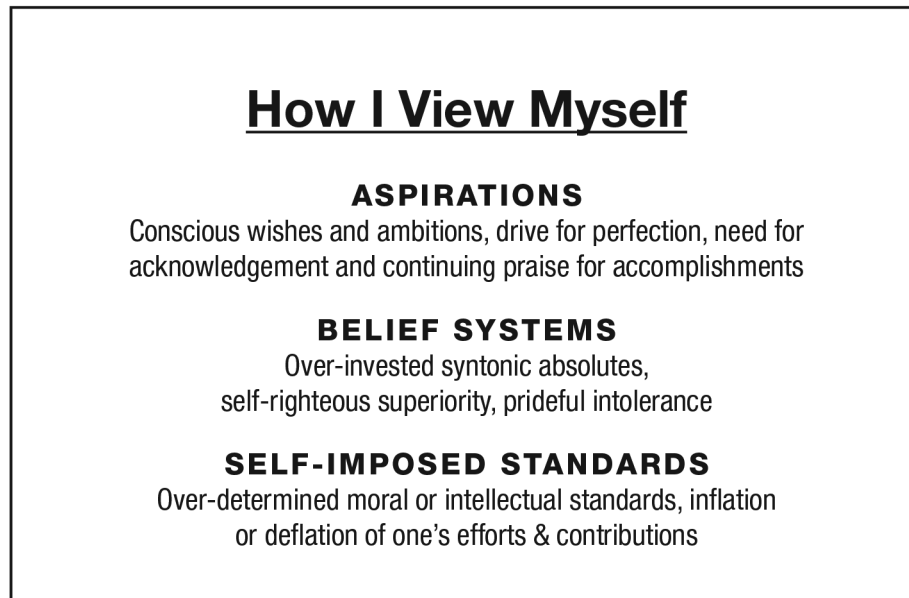 How I View Myself
ASPIRATIONS
Conscious wishes and ambitions, drive for perfection, need for
acknowledgement and continuing praise for accomplishments
BELIEF SYSTEMS
Over-invested syntonic absolutes,
self-righteous superiority, prideful intolerance
SELF-IMPOSED STANDARDS
Over-determined moral or intellectual standards, inflation
or deflation of one’s efforts & contributions